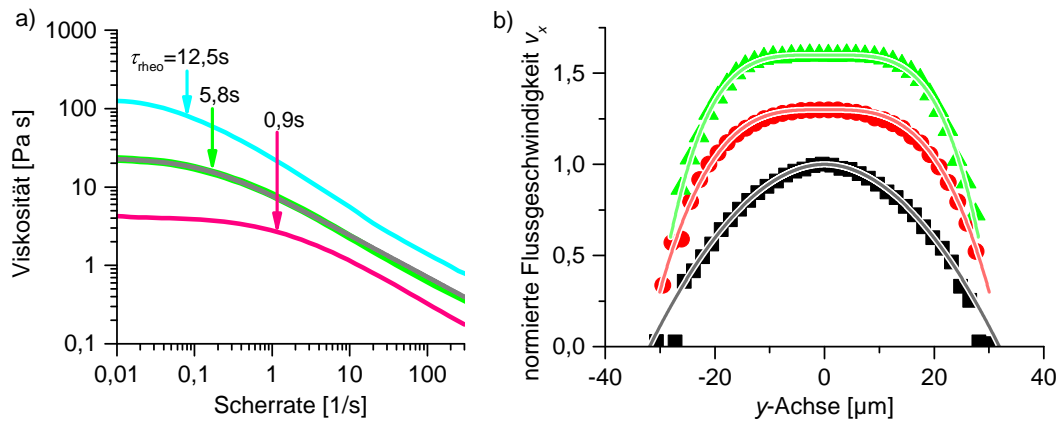 a)
1000
100
10
1
0,1
Viskosität [Pa s]
τrheo=12,5s
5,8s
0,9s
0,01
0,1
1
10
100
Scherrate [1/s]
b)
1,5
1,0
0,5
0,0
normierte Flussgeschwindigkeit vx
-40
-20
0
20
40
y-Achse [µm]